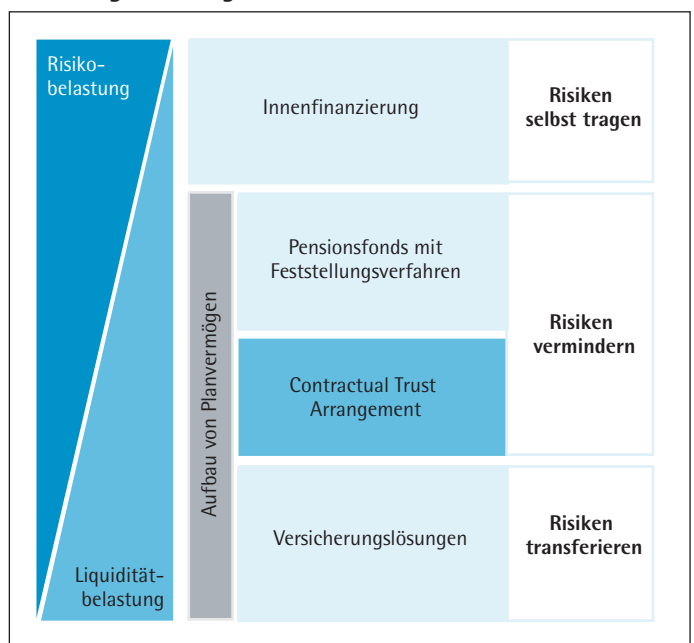 Risiko-
belastung
Innenfinanzierung
Risiken
selbst tragen
Aufbau von Planvermögen
Pensionsfonds mit
Feststellungsverfahren
Risiken
vermindern
Contractual Trust
Arrangement
Versicherungslösungen
Risiken
transferieren
Liquidität-
belastung